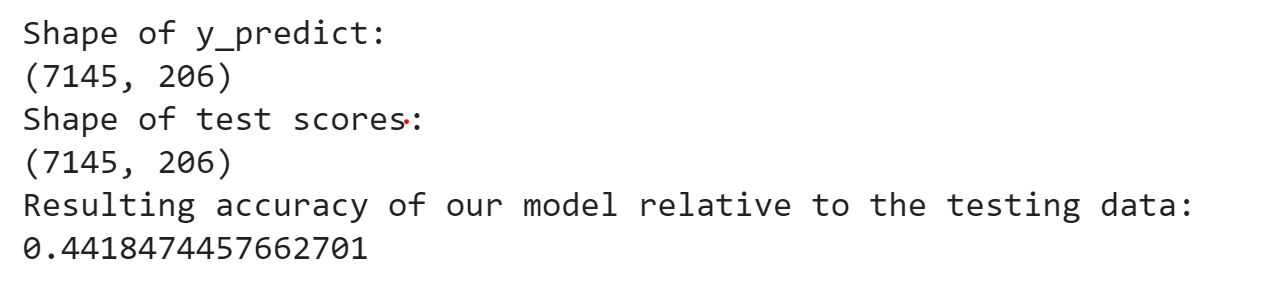 Shape of y_predict:
(7145, 206)
Shape of test scores:
(7145, 206)
Resulting accuracy of our model relative to the testing data:
0.4418474457662701